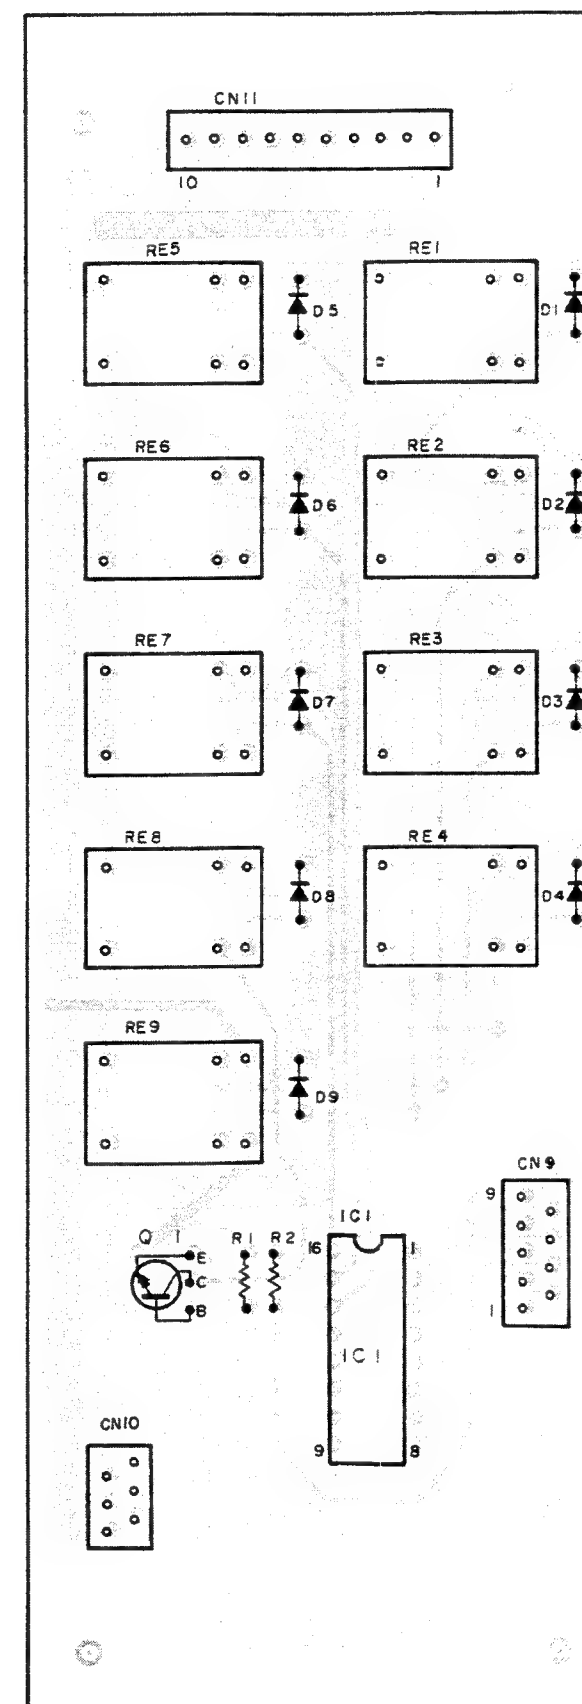 CN11
10 1
RE5 RE1
D5 D1
RE6 RE2
D6 D2
RE7 RE3
D7 D3
RE8 RE4
D8 D4
RE9
D9
CN9
9
1
Q 1 R1 R2
E
C
B
IC1
16 1
IC1
9 8
CN10